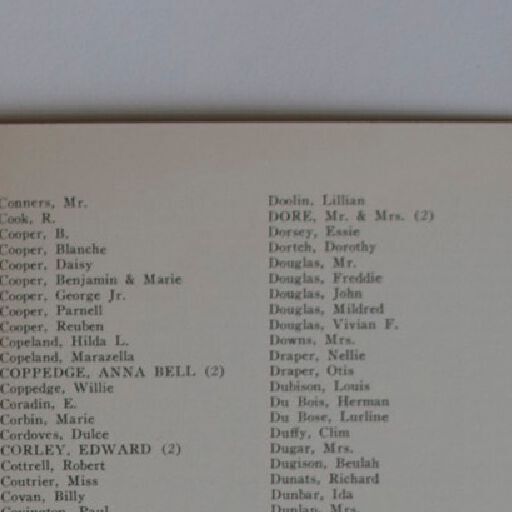 Conners, Mr.
Cook, R.
Cooper, B.
Cooper, Blanche
Cooper, Daisy
Cooper, Benjamin & Marie
Cooper, George Jr.
Cooper, Parnell
Cooper, Reuben
Copeland, Hilda L.
Copeland, Marazella
COPPEDGE, ANNA BELL (2)
Coppedge, Willie
Coradin, E.
Corbin, Marie
Cordoves, Dulce
CORLEY, EDWARD (2)
Cottrell, Robert
Coutrier, Miss
Covan, Billy
Covington, Paul
Doolin, Lillian
DORE, Mr. & Mrs. (2)
Dorsey, Essie
Dortch, Dorothy
Douglas, Mr.
Douglas, Freddie
Douglas, John
Douglas, Mildred
Douglas, Vivian F.
Downs, Mrs.
Draper, Nellie
Draper, Otis
Dubison, Louis
Du Bois, Herman
Du Bose, Lurline
Duffy, Clim
Dugar, Mrs.
Dugison, Beulah
Dunats, Richard
Dunbar, Ida
Dunlap, Mrs.